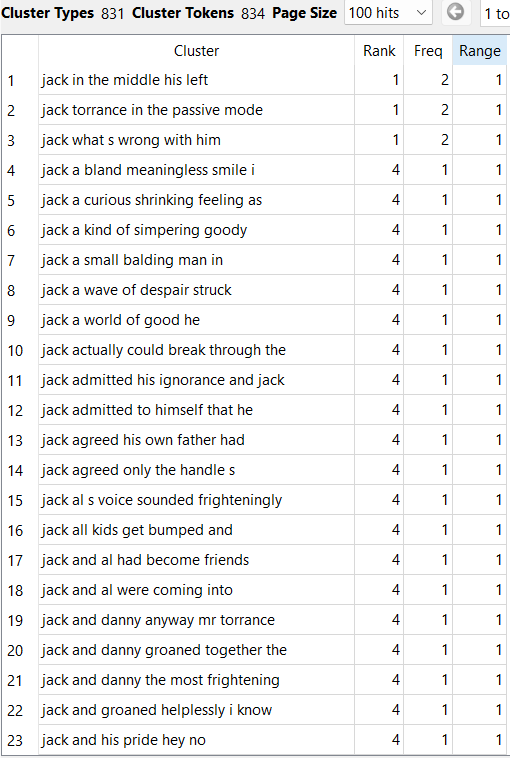 Cluster Types 831 Cluster Tokens 834 Page Size 100 hits 1 to
Cluster Rank Freq Range
1 jack in the middle his left 1 2 1
2 jack torrance in the passive mode 1 2 1
3 jack what s wrong with him 1 2 1
4 jack a bland meaningless smile i 4 1 1
5 jack a curious shrinking feeling as 4 1 1
6 jack a kind of simpering goody 4 1 1
7 jack a small balding man in 4 1 1
8 jack a wave of despair struck 4 1 1
9 jack a world of good he 4 1 1
10 jack actually could break through the 4 1 1
11 jack admitted his ignorance and jack 4 1 1
12 jack admitted to himself that he 4 1 1
13 jack agreed his own father had 4 1 1
14 jack agreed only the handle s 4 1 1
15 jack al s voice sounded frighteningly 4 1 1
16 jack all kids get bumped and 4 1 1
17 jack and al had become friends 4 1 1
18 jack and al were coming into 4 1 1
19 jack and danny anyway mr torrance 4 1 1
20 jack and danny groaned together the 4 1 1
21 jack and danny the most frightening 4 1 1
22 jack and groaned helplessly i know 4 1 1
23 jack and his pride hey no 4 1 1